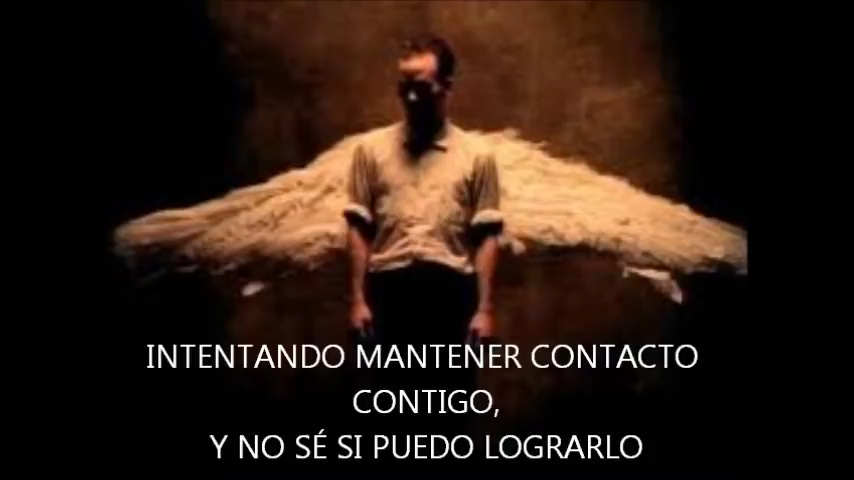 INTENTANDO MANTENER CONTACTO
CONTIGO,
Y NO SÉ SI PUEDO LOGRARLO